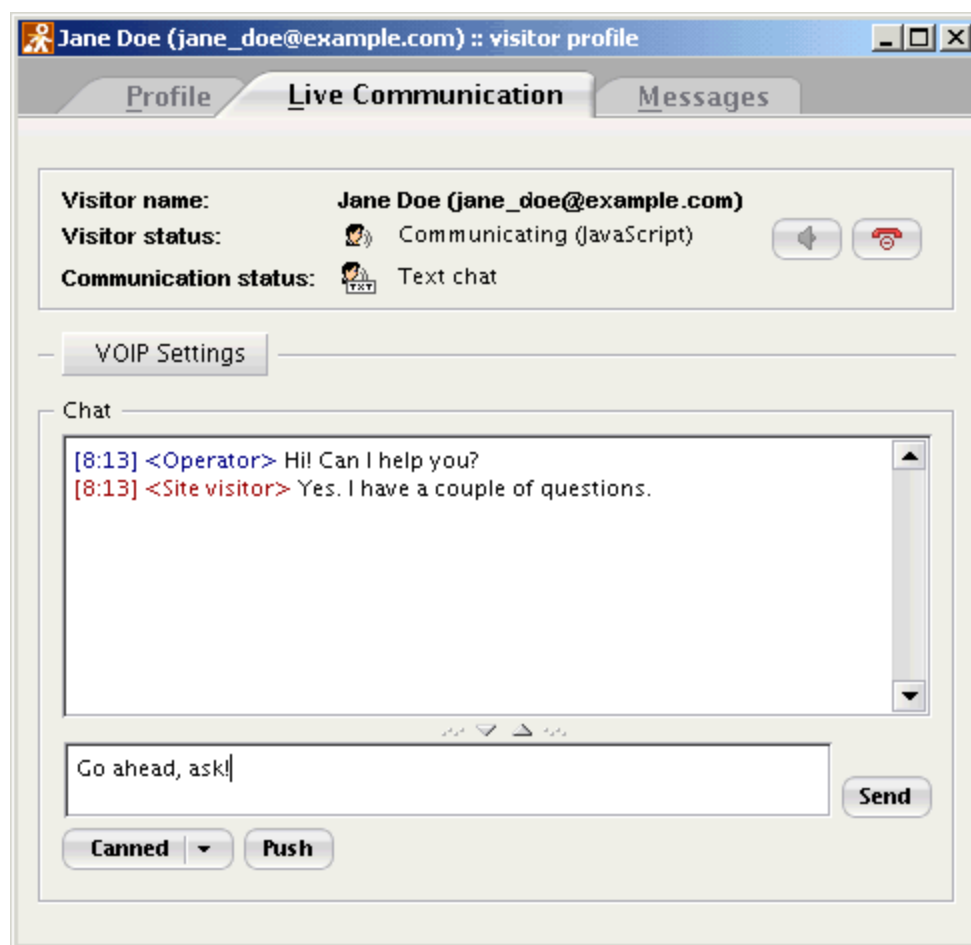 Jane Doe (jane_doe@example.com) :: visitor profile
Profile Live Communication Messages
Visitor name: Jane Doe (jane_doe@example.com)
Visitor status: Communicating (JavaScript)
Communication status: TXT Text chat
VOIP Settings
Chat
[8:13] <Operator> Hi! Can I help you?
[8:13] <Site visitor> Yes. I have a couple of questions.
Go ahead, ask!
Send
Canned Push